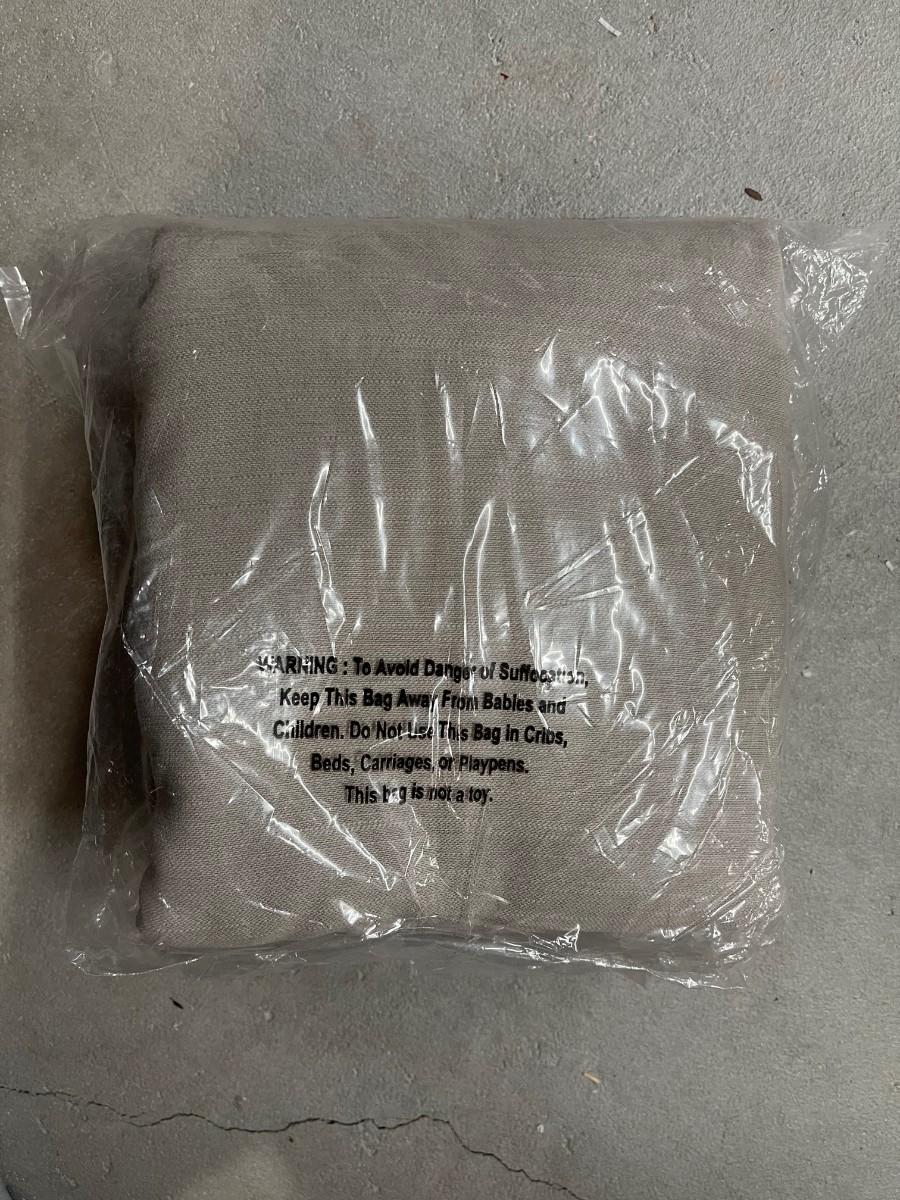 WARNING : To Avoid Danger of Suffocation,
Keep This Bag Away From Babies and
Children. Do Not Use This Bag in Cribs,
Beds, Carriages, or Playpens.
This bag is not a toy.